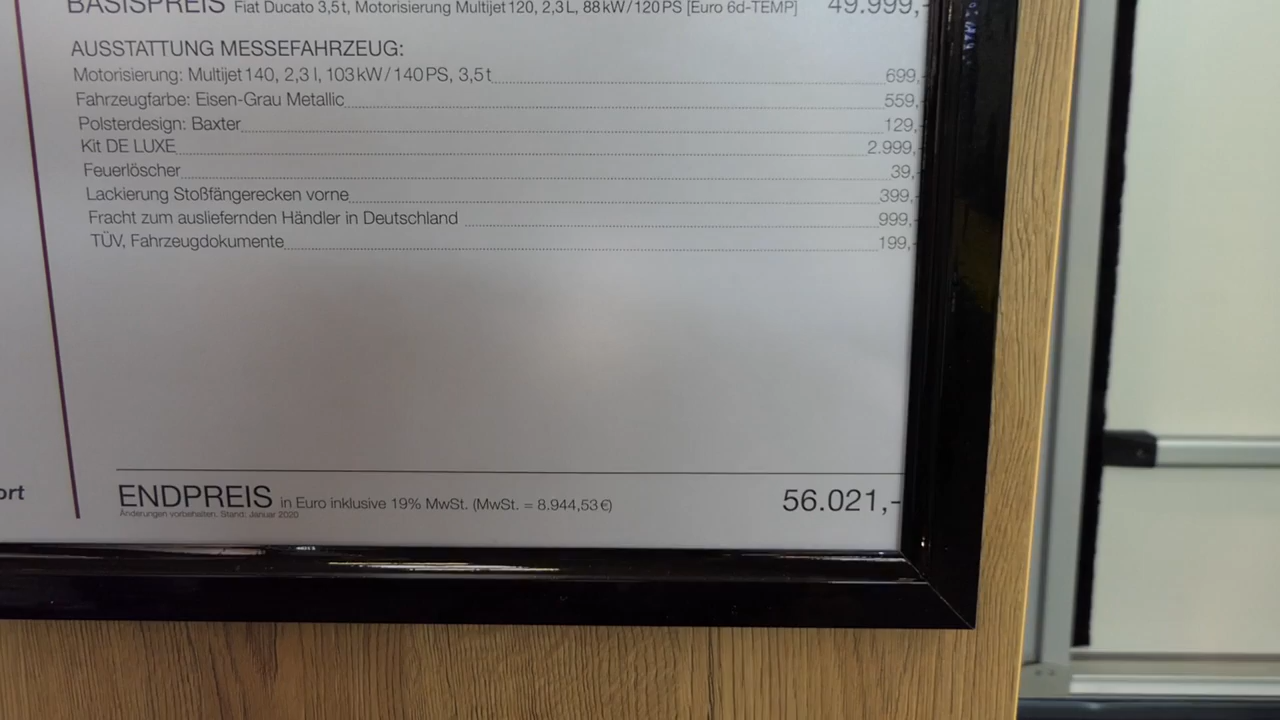 BASISPREIS Fiat Ducato 3,5 t, Motorisierung Multijet 120, 2,3 L, 88 kW / 120 PS [Euro 6d-TEMP] 49.999,-
AUSSTATTUNG MESSEFAHRZEUG:
Motorisierung: Multijet 140, 2,3 l, 103 kW / 140 PS, 3,5 t 699,-
Fahrzeugfarbe: Eisen-Grau Metallic 559,-
Polsterdesign: Baxter 129,-
Kit DE LUXE 2.999,-
Feuerlöscher 39,-
Lackierung Stoßfängerecken vorne 399,-
Fracht zum ausliefernden Händler in Deutschland 999,-
TÜV, Fahrzeugdokumente 199,-
ort
ENDPREIS in Euro inklusive 19% MwSt. (MwSt. = 8.944,53 €) 56.021,-
Änderungen vorbehalten. Stand: Januar 2020